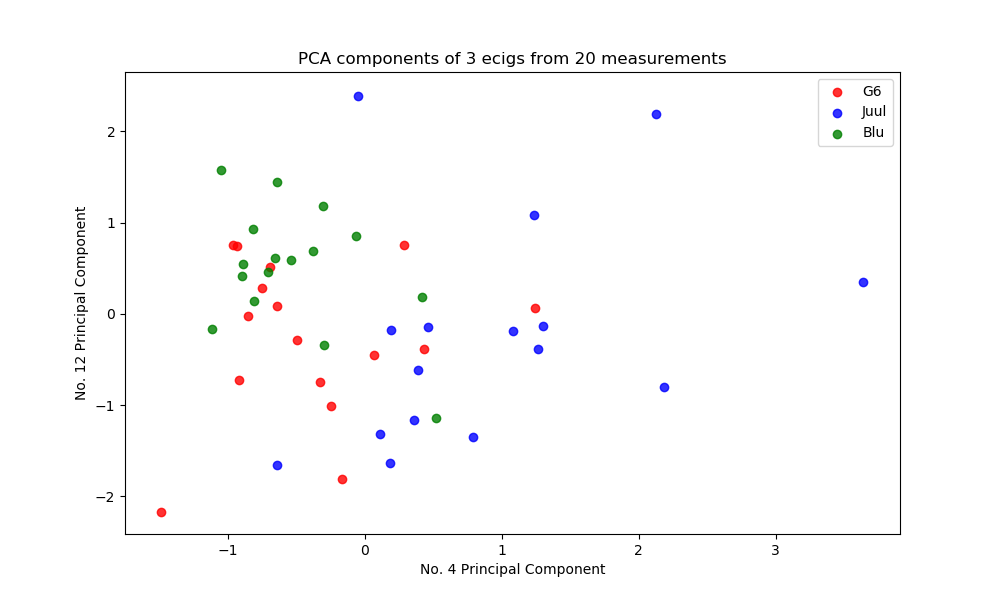 PCA components of 3 ecigs from 20 measurements
G6
Juul
Blu
2
1
0
−1
−2
No. 12 Principal Component
−1 0 1 2 3
No. 4 Principal Component